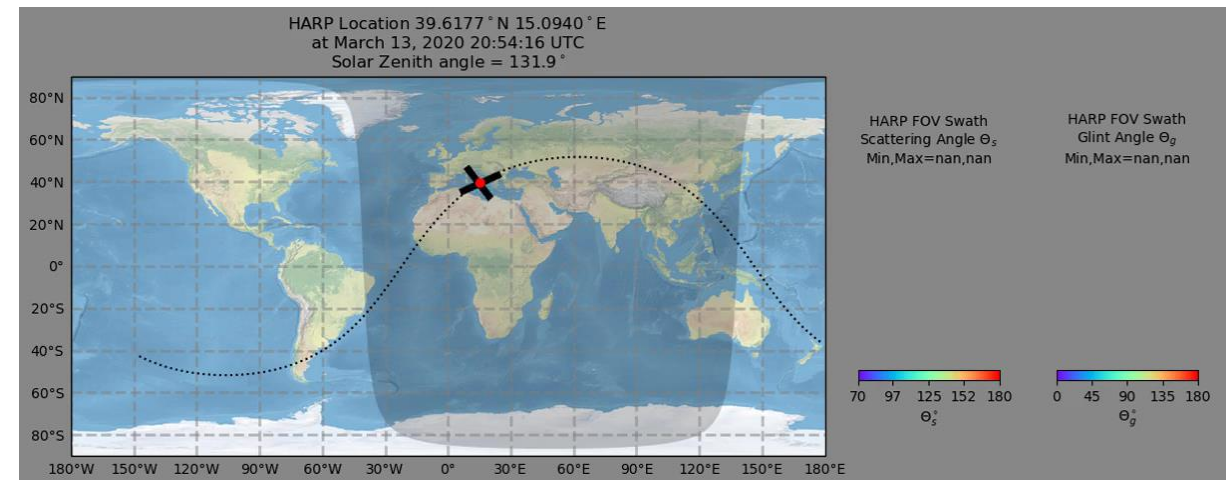 HARP Location 39.6177°N 15.0940°E
at March 13, 2020 20:54:16 UTC
Solar Zenith angle = 131.9°
80°N
60°N
40°N
20°N
0°
20°S
40°S
60°S
80°S
180°W 150°W 120°W 90°W 60°W 30°W 0° 30°E 60°E 90°E 120°E 150°E 180°E
HARP FOV Swath
Scattering Angle Θs
Min,Max=nan,nan
70 97 125 152 180
Θs°
HARP FOV Swath
Glint Angle Θg
Min,Max=nan,nan
0 45 90 135 180
Θg°